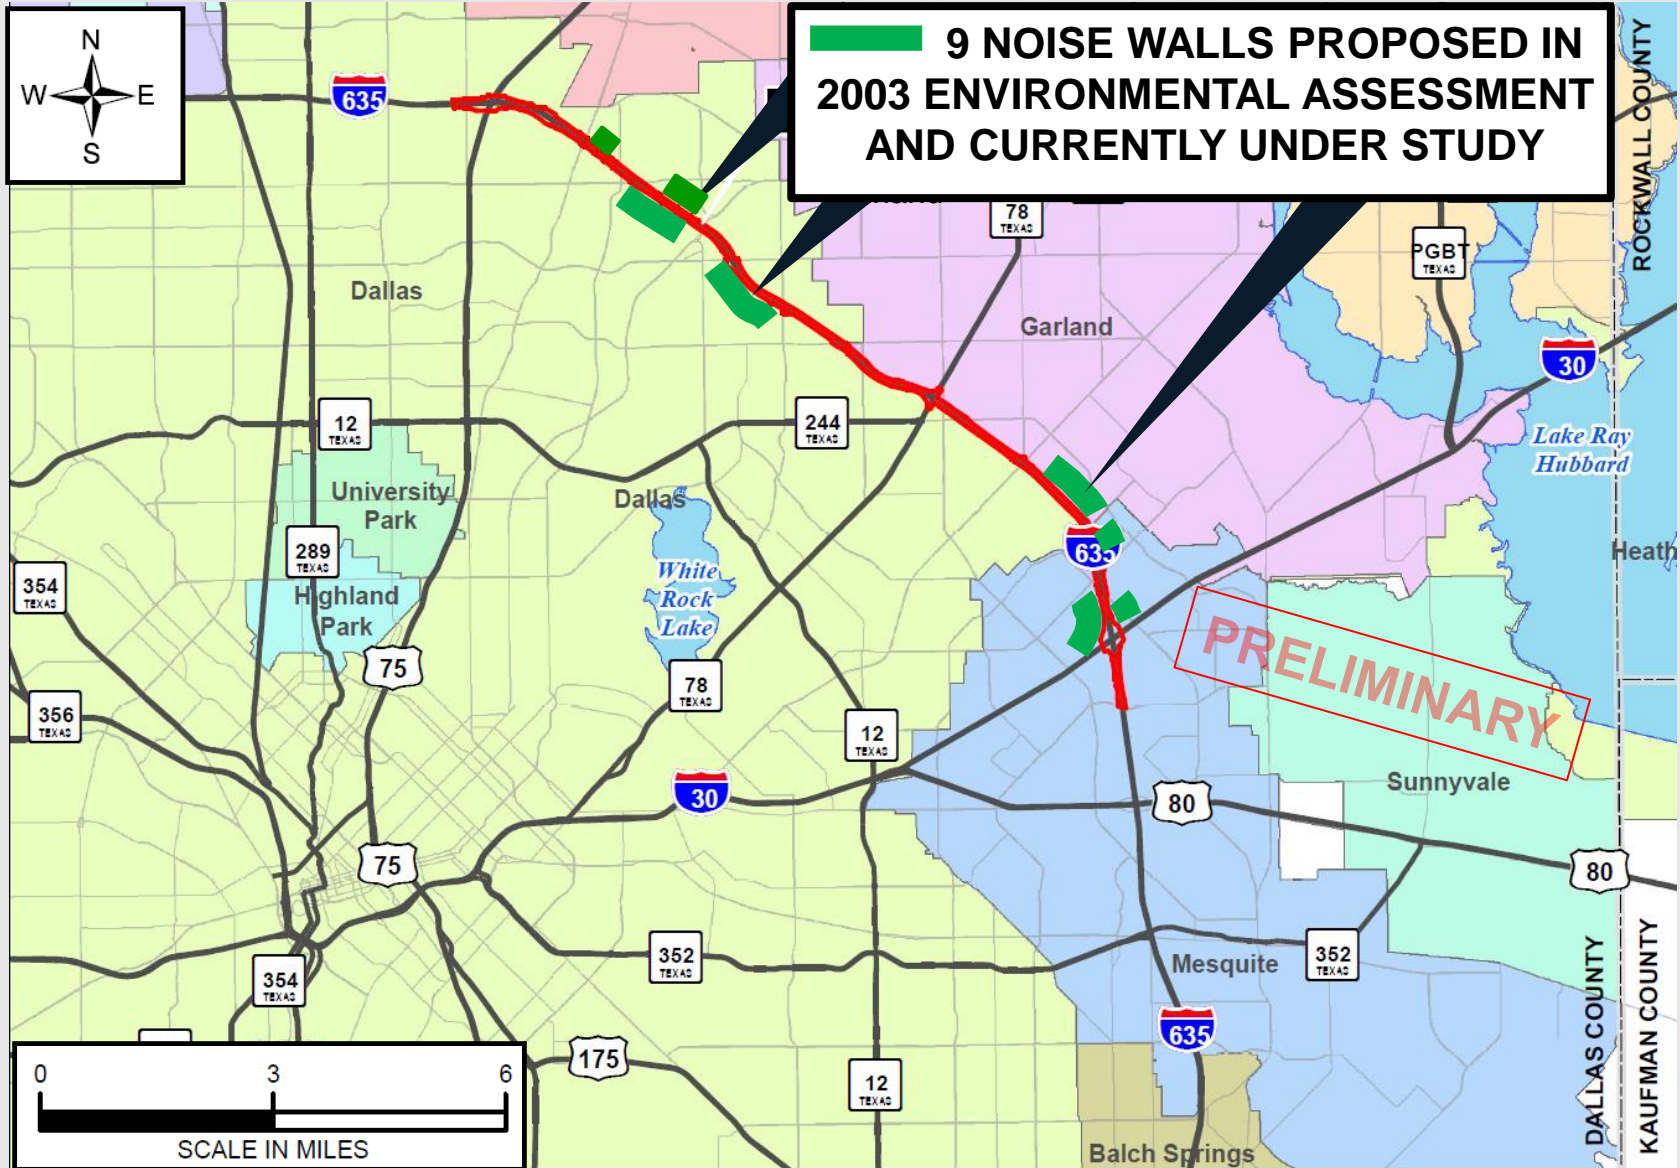 N
W E
S
9 NOISE WALLS PROPOSED IN
2003 ENVIRONMENTAL ASSESSMENT
AND CURRENTLY UNDER STUDY
ROCKWALL COUNTY
635
78
TEXAS
PGBT
TEXAS
Dallas
Garland
30
12
TEXAS
244
TEXAS
Lake Ray
Hubbard
University
Park
Dallas
289
TEXAS
635
Heath
354
TEXAS
White
Rock
Lake
Highland
Park
PRELIMINARY
75
78
TEXAS
356
TEXAS
12
TEXAS
Sunnyvale
30
80
75
80
352
TEXAS
Mesquite
352
TEXAS
354
TEXAS
DALLAS COUNTY
KAUFMAN COUNTY
635
175
12
TEXAS
0 3 6
SCALE IN MILES
Balch Springs